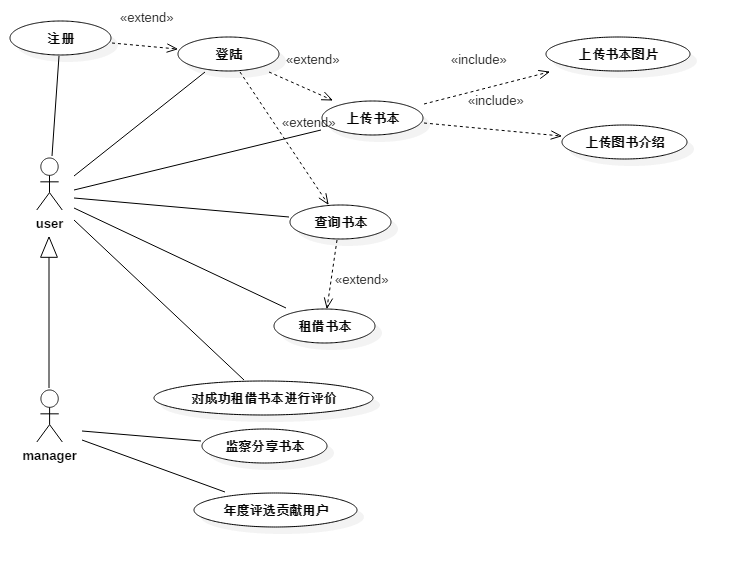 «extend»
注册
登陆
«extend»
«include»
上传书本图片
«include»
«extend»
上传书本
上传图书介绍
user
查询书本
«extend»
租借书本
对成功租借书本进行评价
监察分享书本
manager
年度评选贡献用户